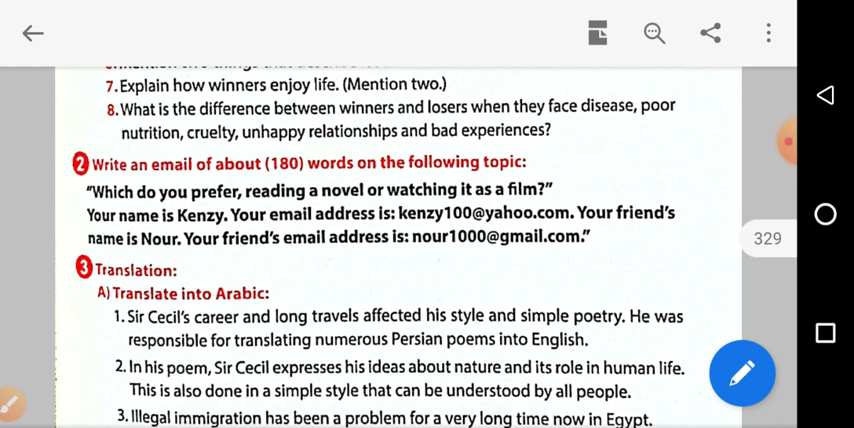 7. Explain how winners enjoy life. (Mention two.)
8. What is the difference between winners and losers when they face disease, poor
nutrition, cruelty, unhappy relationships and bad experiences?
2 Write an email of about (180) words on the following topic:
"Which do you prefer, reading a novel or watching it as a film?"
Your name is Kenzy. Your email address is: kenzy100@yahoo.com. Your friend's
name is Nour. Your friend's email address is: nour1000@gmail.com."
329
3 Translation:
A) Translate into Arabic:
1. Sir Cecil's career and long travels affected his style and simple poetry. He was
responsible for translating numerous Persian poems into English.
2. In his poem, Sir Cecil expresses his ideas about nature and its role in human life.
This is also done in a simple style that can be understood by all people.
3. Illegal immigration has been a problem for a very long time now in Egypt.